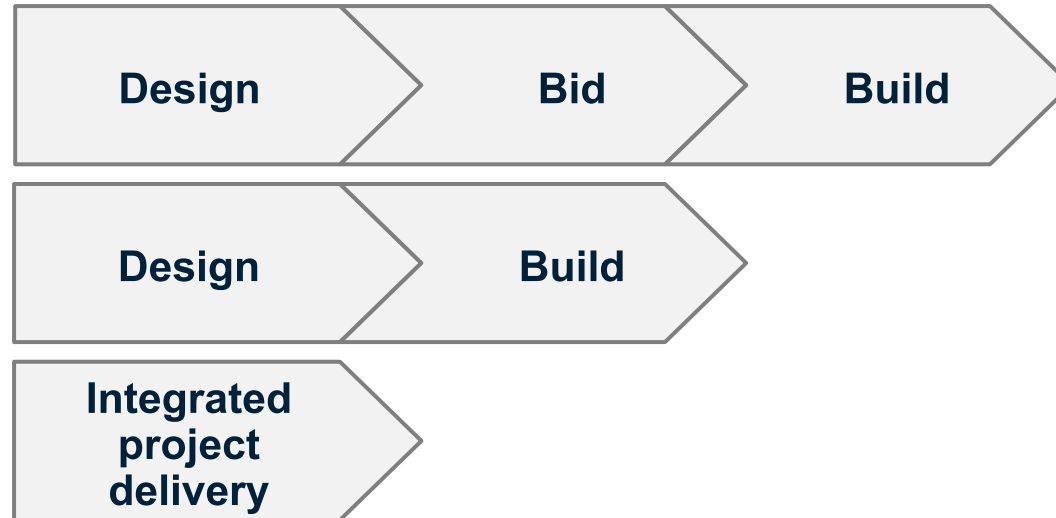 Design
Bid
Build
Design
Build
Integrated
project
delivery